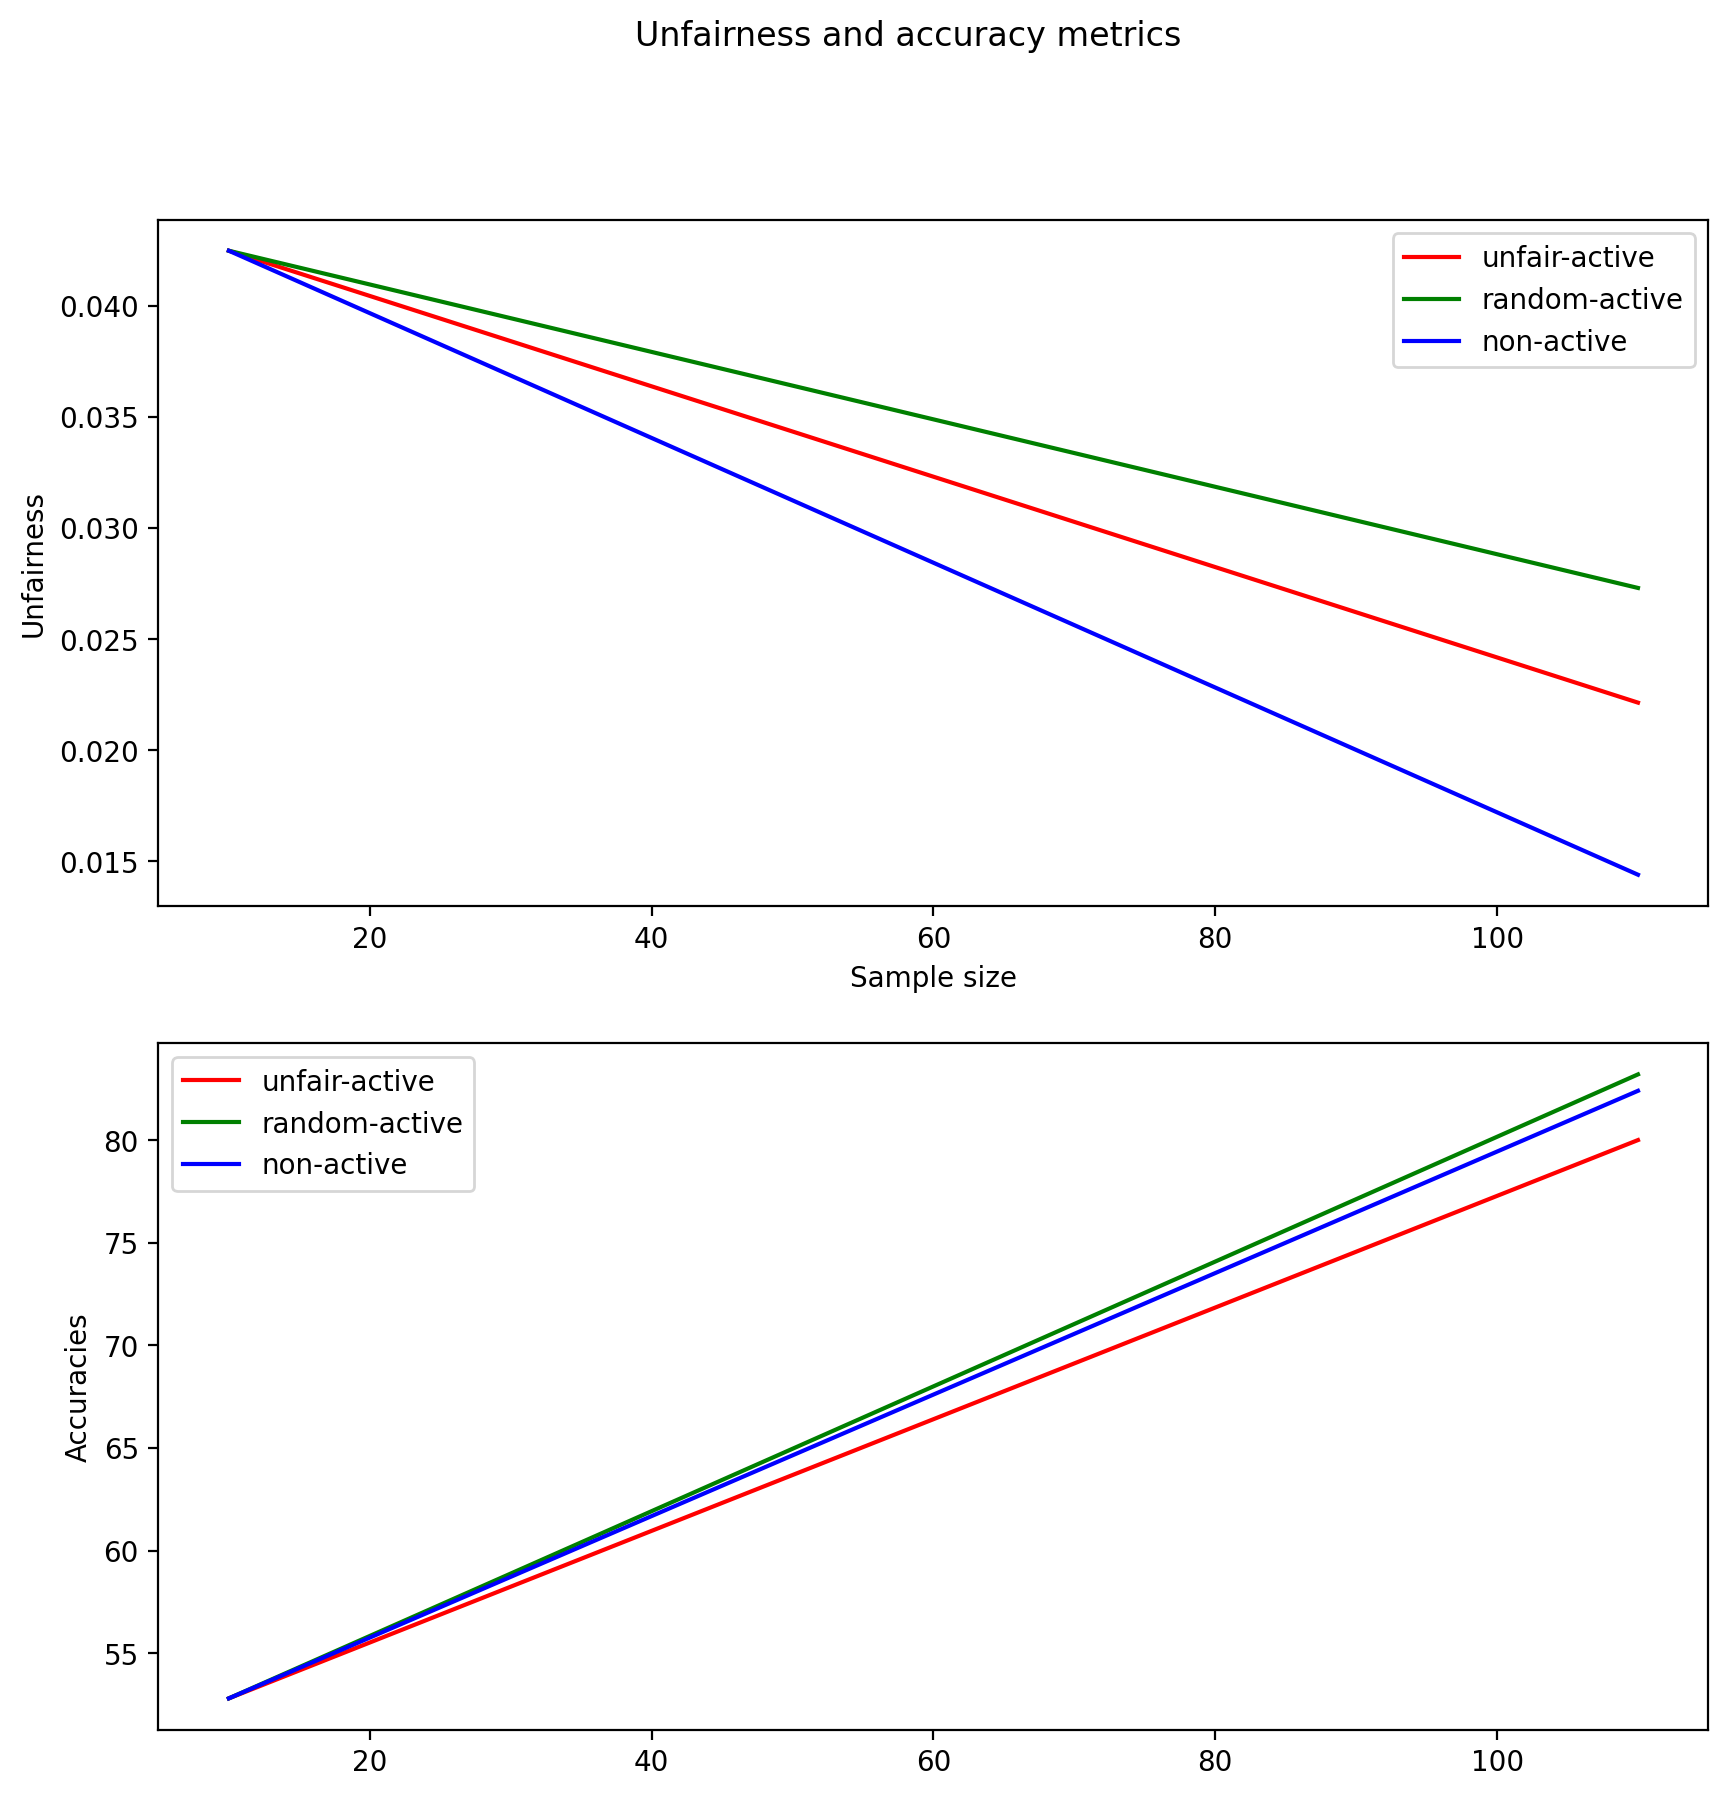 Unfairness and accuracy metrics
unfair-active
random-active
non-active
0.040
0.035
0.030
0.025
0.020
0.015
Unfairness
20 40 60 80 100
Sample size
unfair-active
random-active
non-active
80
75
70
65
60
55
Accuracies
20 40 60 80 100